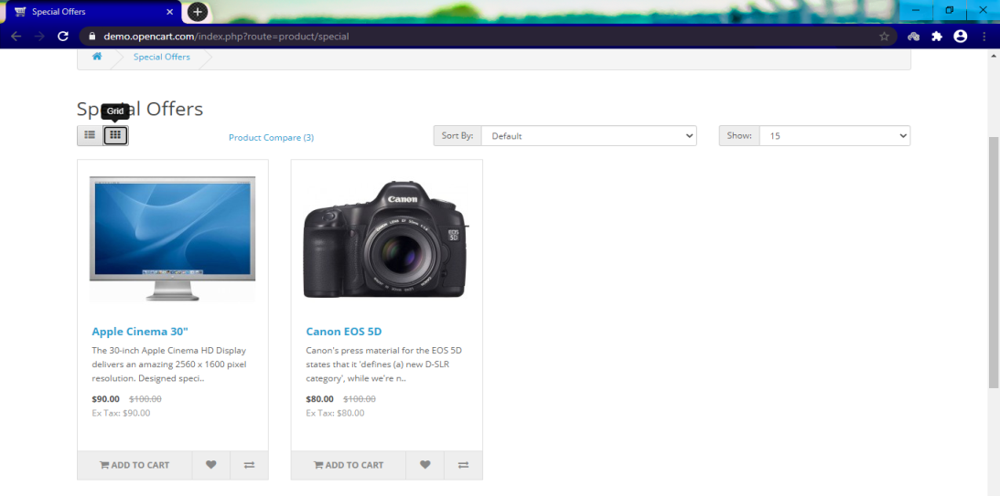 Special Offers
demo.opencart.com/index.php?route=product/special
Special Offers
Special Offers
Grid
Product Compare (3)
Sort By: Default
Show: 15
Canon
EOS
5D
Apple Cinema 30"
The 30-inch Apple Cinema HD Display
delivers an amazing 2560 x 1600 pixel
resolution. Designed speci..
$90.00 $100.00
Ex Tax: $90.00
ADD TO CART
Canon EOS 5D
Canon's press material for the EOS 5D
states that it 'defines (a) new D-SLR
category', while we're n..
$80.00 $100.00
Ex Tax: $80.00
ADD TO CART